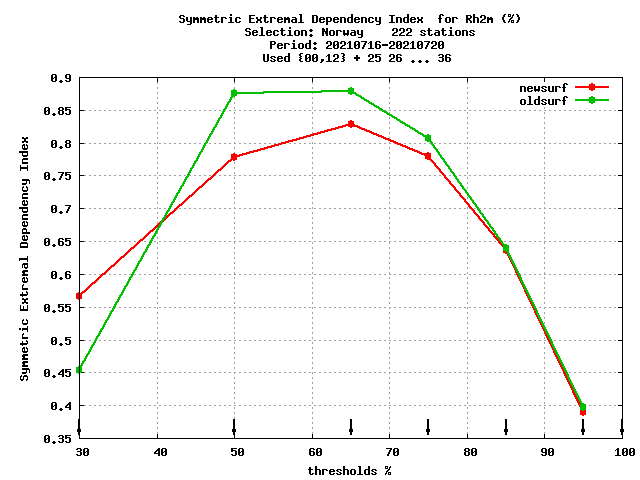 Symmetric Extremal Dependency Index  for Rh2m (%)
Selection: Norway    222 stations
Period: 20210716-20210720
Used {00,12} + 25 26 ... 36
newsurf
oldsurf
Symmetric Extremal Dependency Index
0.9
0.85
0.8
0.75
0.7
0.65
0.6
0.55
0.5
0.45
0.4
0.35
30 40 50 60 70 80 90 100
thresholds %